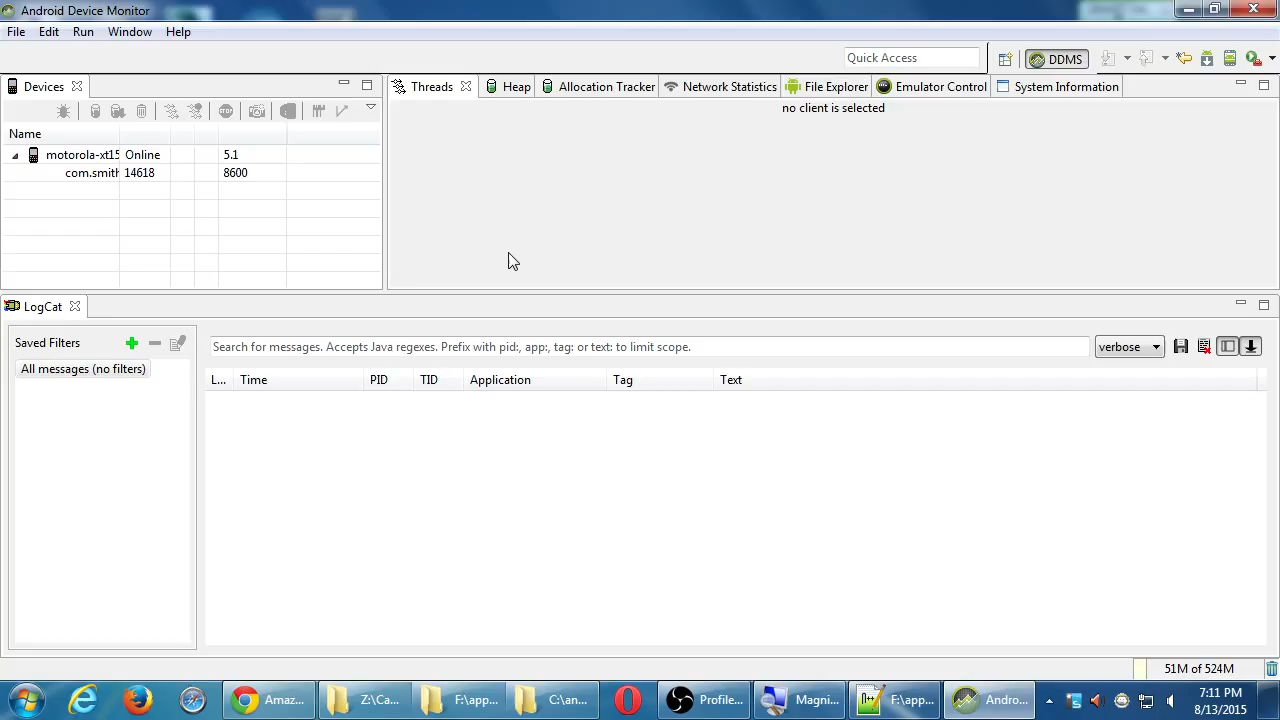 Android Device Monitor
File Edit Run Window Help
Quick Access
DDMS
Devices
Threads Heap Allocation Tracker Network Statistics File Explorer Emulator Control System Information
no client is selected
Name
motorola-xt15 Online 5.1
com.smith 14618 8600
LogCat
Saved Filters
Search for messages. Accepts Java regexes. Prefix with pid:, app:, tag: or text: to limit scope.
verbose
All messages (no filters)
L... Time PID TID Application Tag Text
51M of 524M
Amaz... Z:\Ca... F:\app... C:\an... Profile... Magni... F:\app... Andro...
7:11 PM
8/13/2015